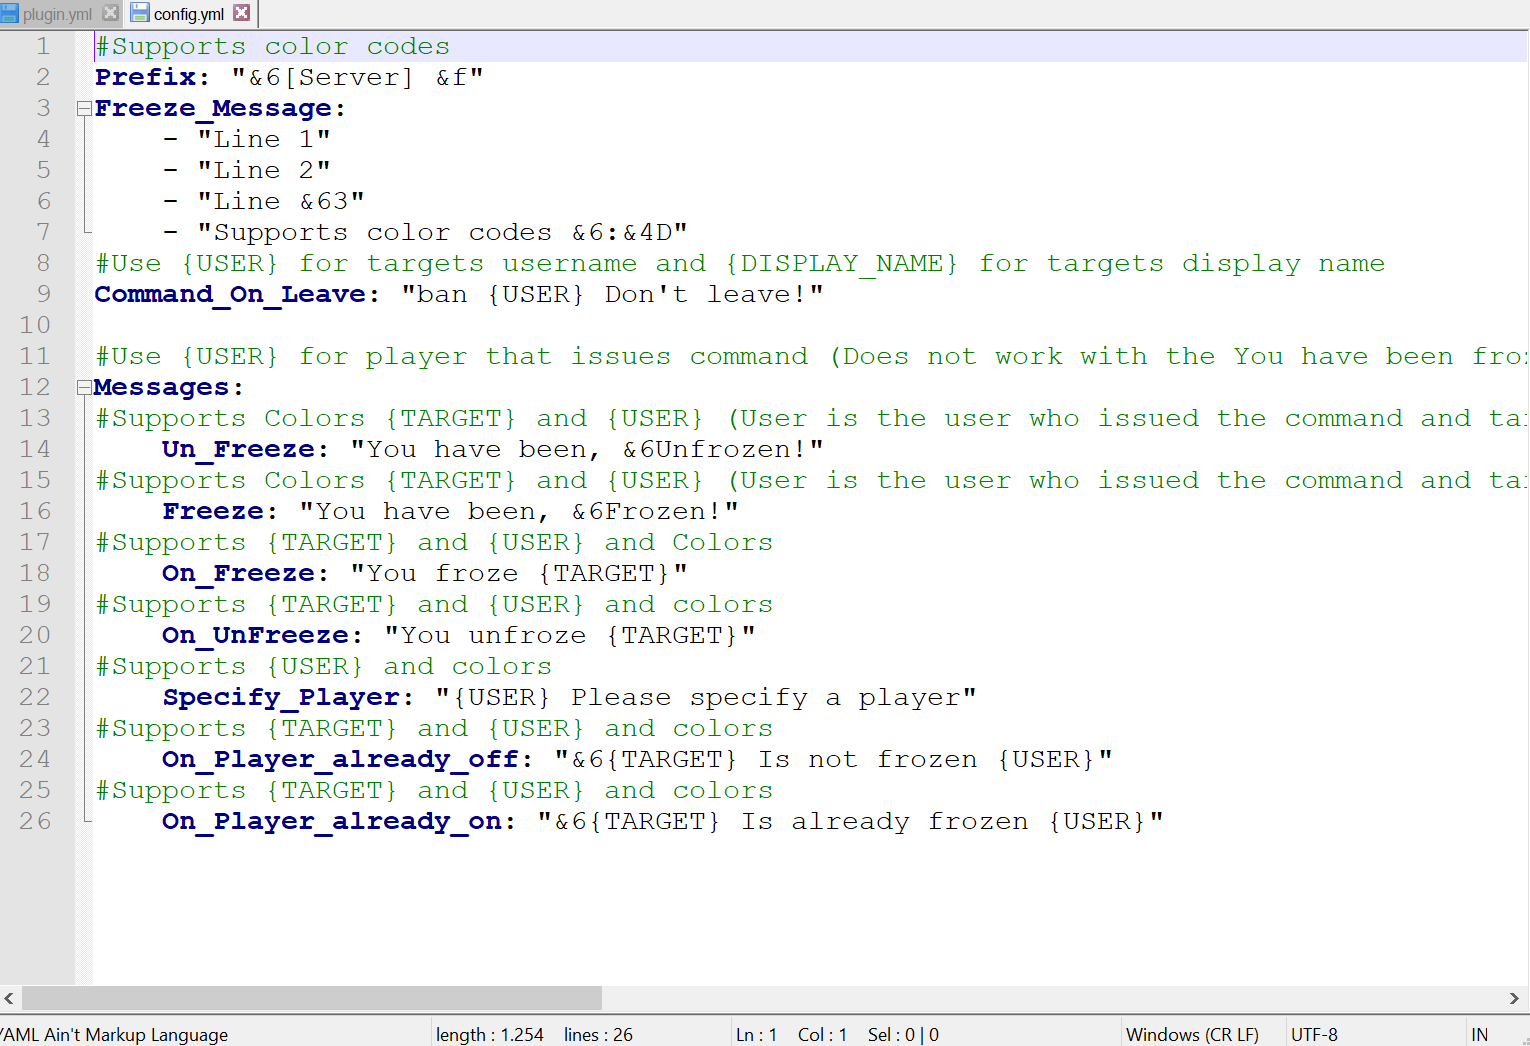 plugin.yml config.yml
1 #Supports color codes
2 Prefix: "&6[Server] &f"
3 Freeze_Message:
4 - "Line 1"
5 - "Line 2"
6 - "Line &63"
7 - "Supports color codes &6:&4D"
8 #Use {USER} for targets username and {DISPLAY_NAME} for targets display name
9 Command_On_Leave: "ban {USER} Don't leave!"
10
11 #Use {USER} for player that issues command (Does not work with the You have been
12 Messages:
13 #Supports Colors {TARGET} and {USER} (User is the user who issued the command and
14 Un_Freeze: "You have been, &6Unfrozen!"
15 #Supports Colors {TARGET} and {USER} (User is the user who issued the command and
16 Freeze: "You have been, &6Frozen!"
17 #Supports {TARGET} and {USER} and Colors
18 On_Freeze: "You froze {TARGET}"
19 #Supports {TARGET} and {USER} and colors
20 On_UnFreeze: "You unfroze {TARGET}"
21 #Supports {USER} and colors
22 Specify_Player: "{USER} Please specify a player"
23 #Supports {TARGET} and {USER} and colors
24 On_Player_already_off: "&6{TARGET} Is not frozen {USER}"
25 #Supports {TARGET} and {USER} and colors
26 On_Player_already_on: "&6{TARGET} Is already frozen {USER}"
YAML Ain't Markup Language length : 1.254 lines : 26 Ln : 1 Col : 1 Sel : 0 | 0 Windows (CR LF) UTF-8 IN